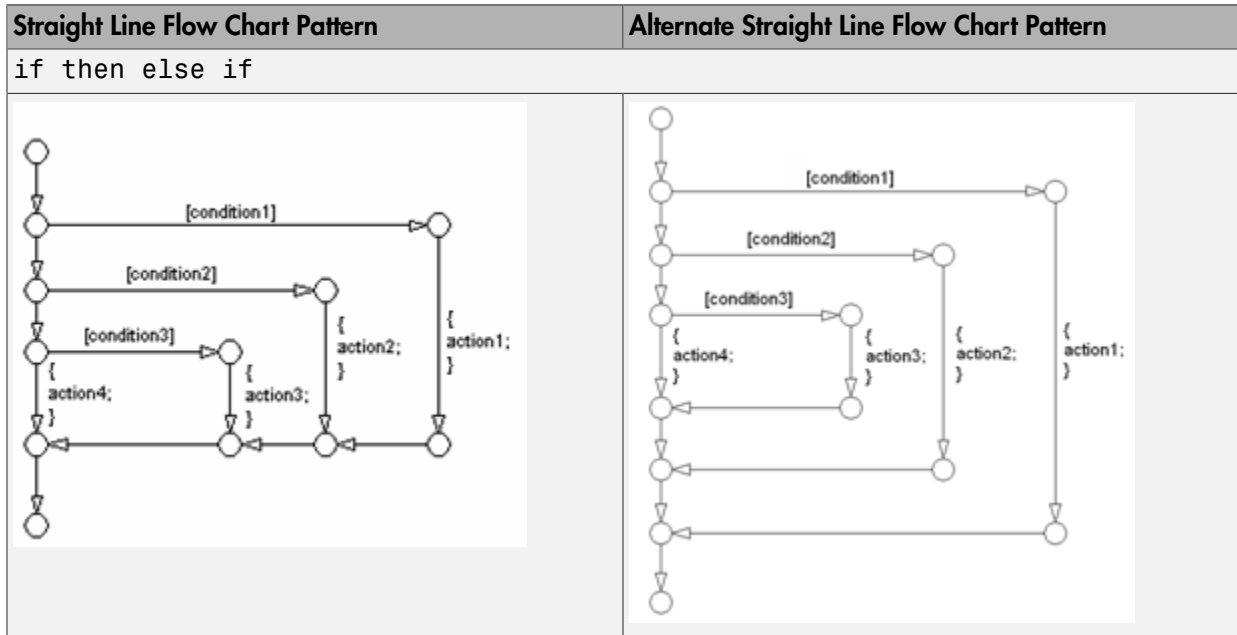 Straight Line Flow Chart Pattern
Alternate Straight Line Flow Chart Pattern
if then else if
[condition1]
[condition2]
[condition3]
{
action4;
}
{
action3;
}
{
action2;
}
{
action1;
}
[condition1]
[condition2]
[condition3]
{
action4;
}
{
action3;
}
{
action2;
}
{
action1;
}